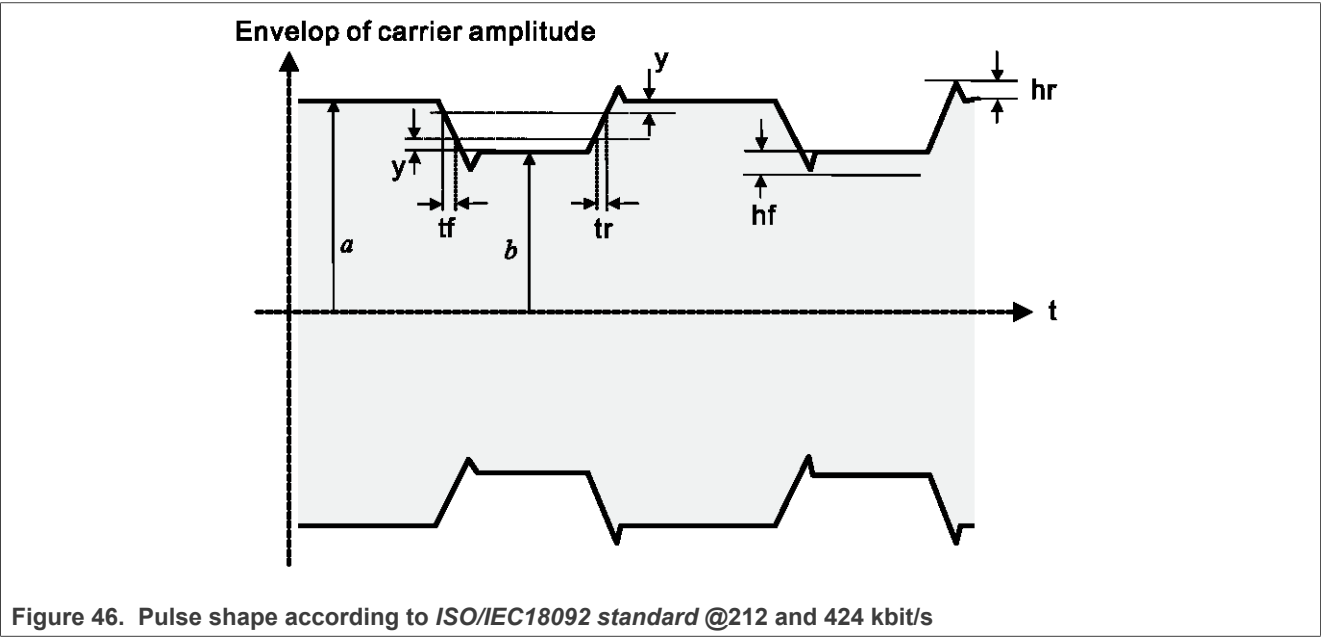 Envelop of carrier amplitude
y
hr
y
tf
tr
hf
a
b
t
Figure 46. Pulse shape according to ISO/IEC18092 standard @212 and 424 kbit/s